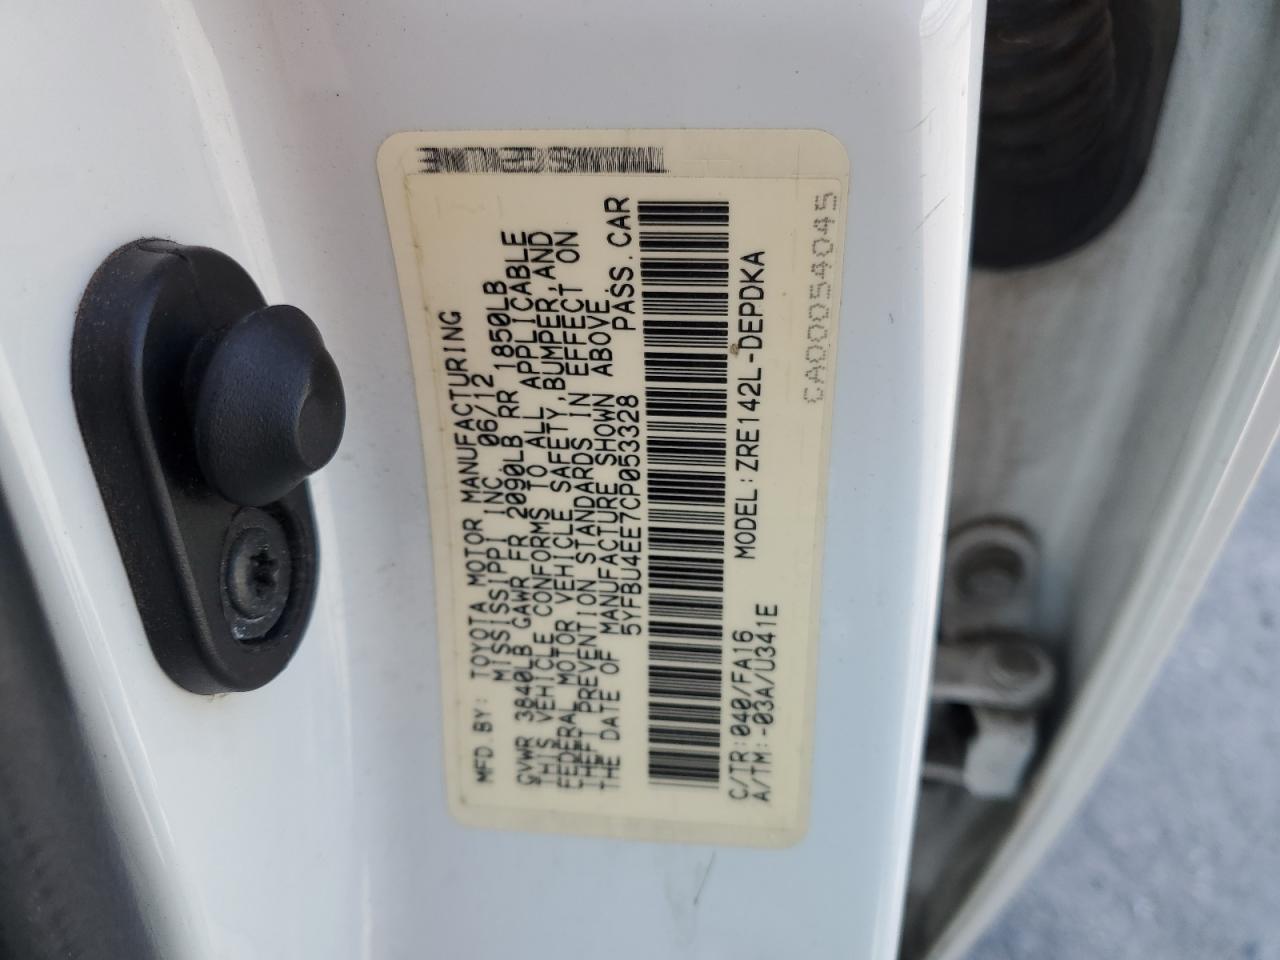 MFD.BY: TOYOTA MOTOR MANUFACTURING
MISSISSIPPI INC 06/12
GVWR 3840LB GAWR FR 2090LB RR 1850LB
THIS VEHICLE CONFORMS TO ALL APPLICABLE
FEDERAL MOTOR VEHICLE SAFETY,BUMPER,AND
THEFT PREVENTION STANDARDS IN EFFECT ON
THE DATE OF MANUFACTURE SHOWN ABOVE.
5YFBU4EE7CP053328 PASS.CAR
MODEL:ZRE142L-DEPDKA
C/TR:040/FA16
A/TM:-03A/U341E
CA00054045